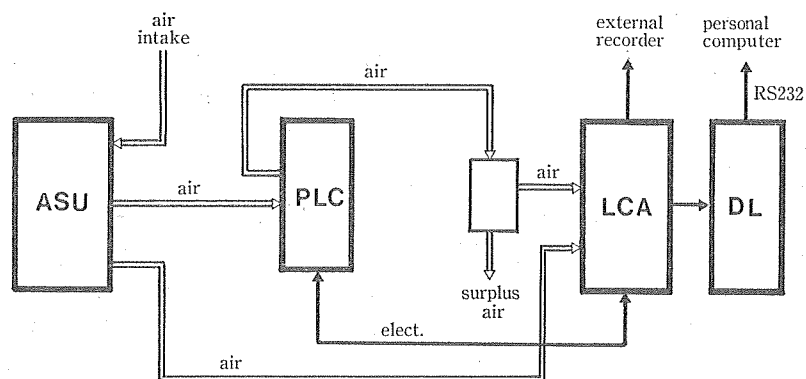 air
intake
external
recorder
personal
computer
air
RS232
ASU
air
PLC
air
LCA
DL
surplus
air
elect.
air